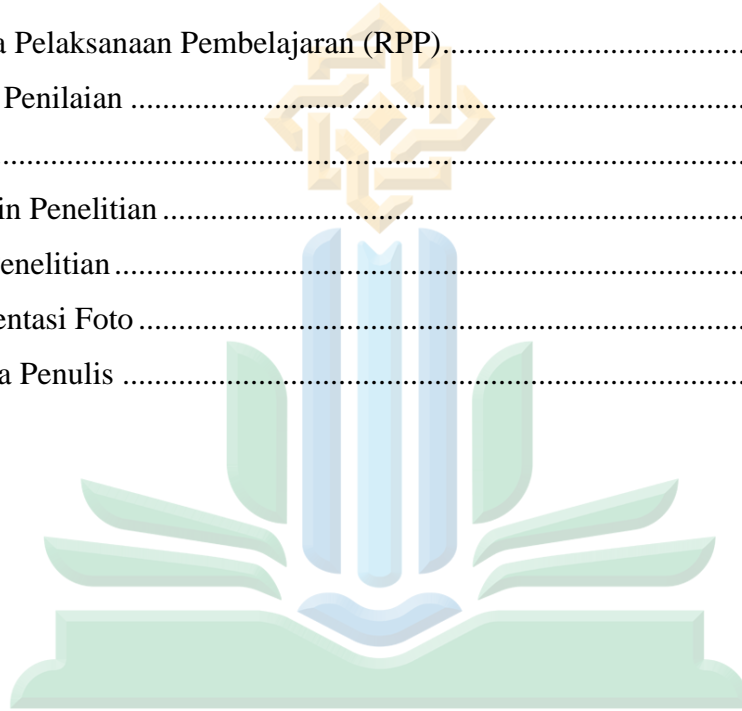 a Pelaksanaan Pembelajaran (RPP)..........................................
Penilaian ....................................................................................
....................................................................................................
in Penelitian ................................................................................
enelitian ......................................................................................
entasi Foto ...................................................................................
a Penulis .....................................................................................